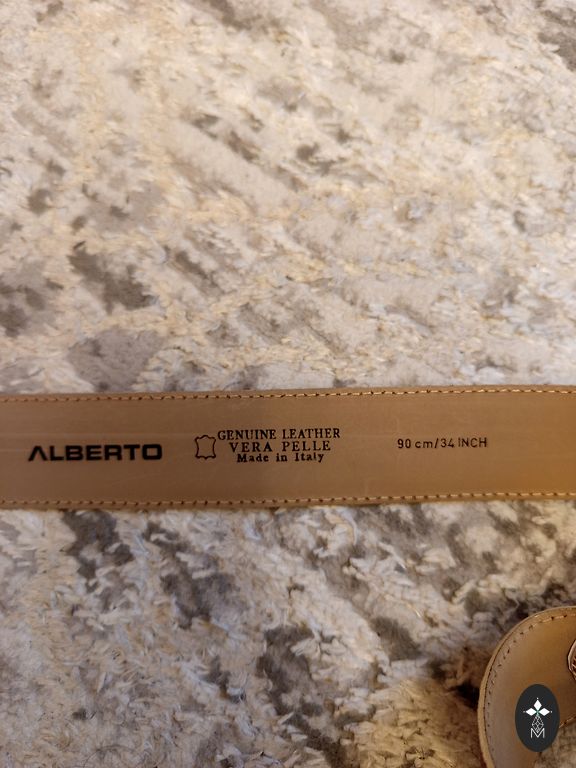 ALBERTO
GENUINE LEATHER
VERA PELLE
Made in Italy
90 cm/34 INCH
M